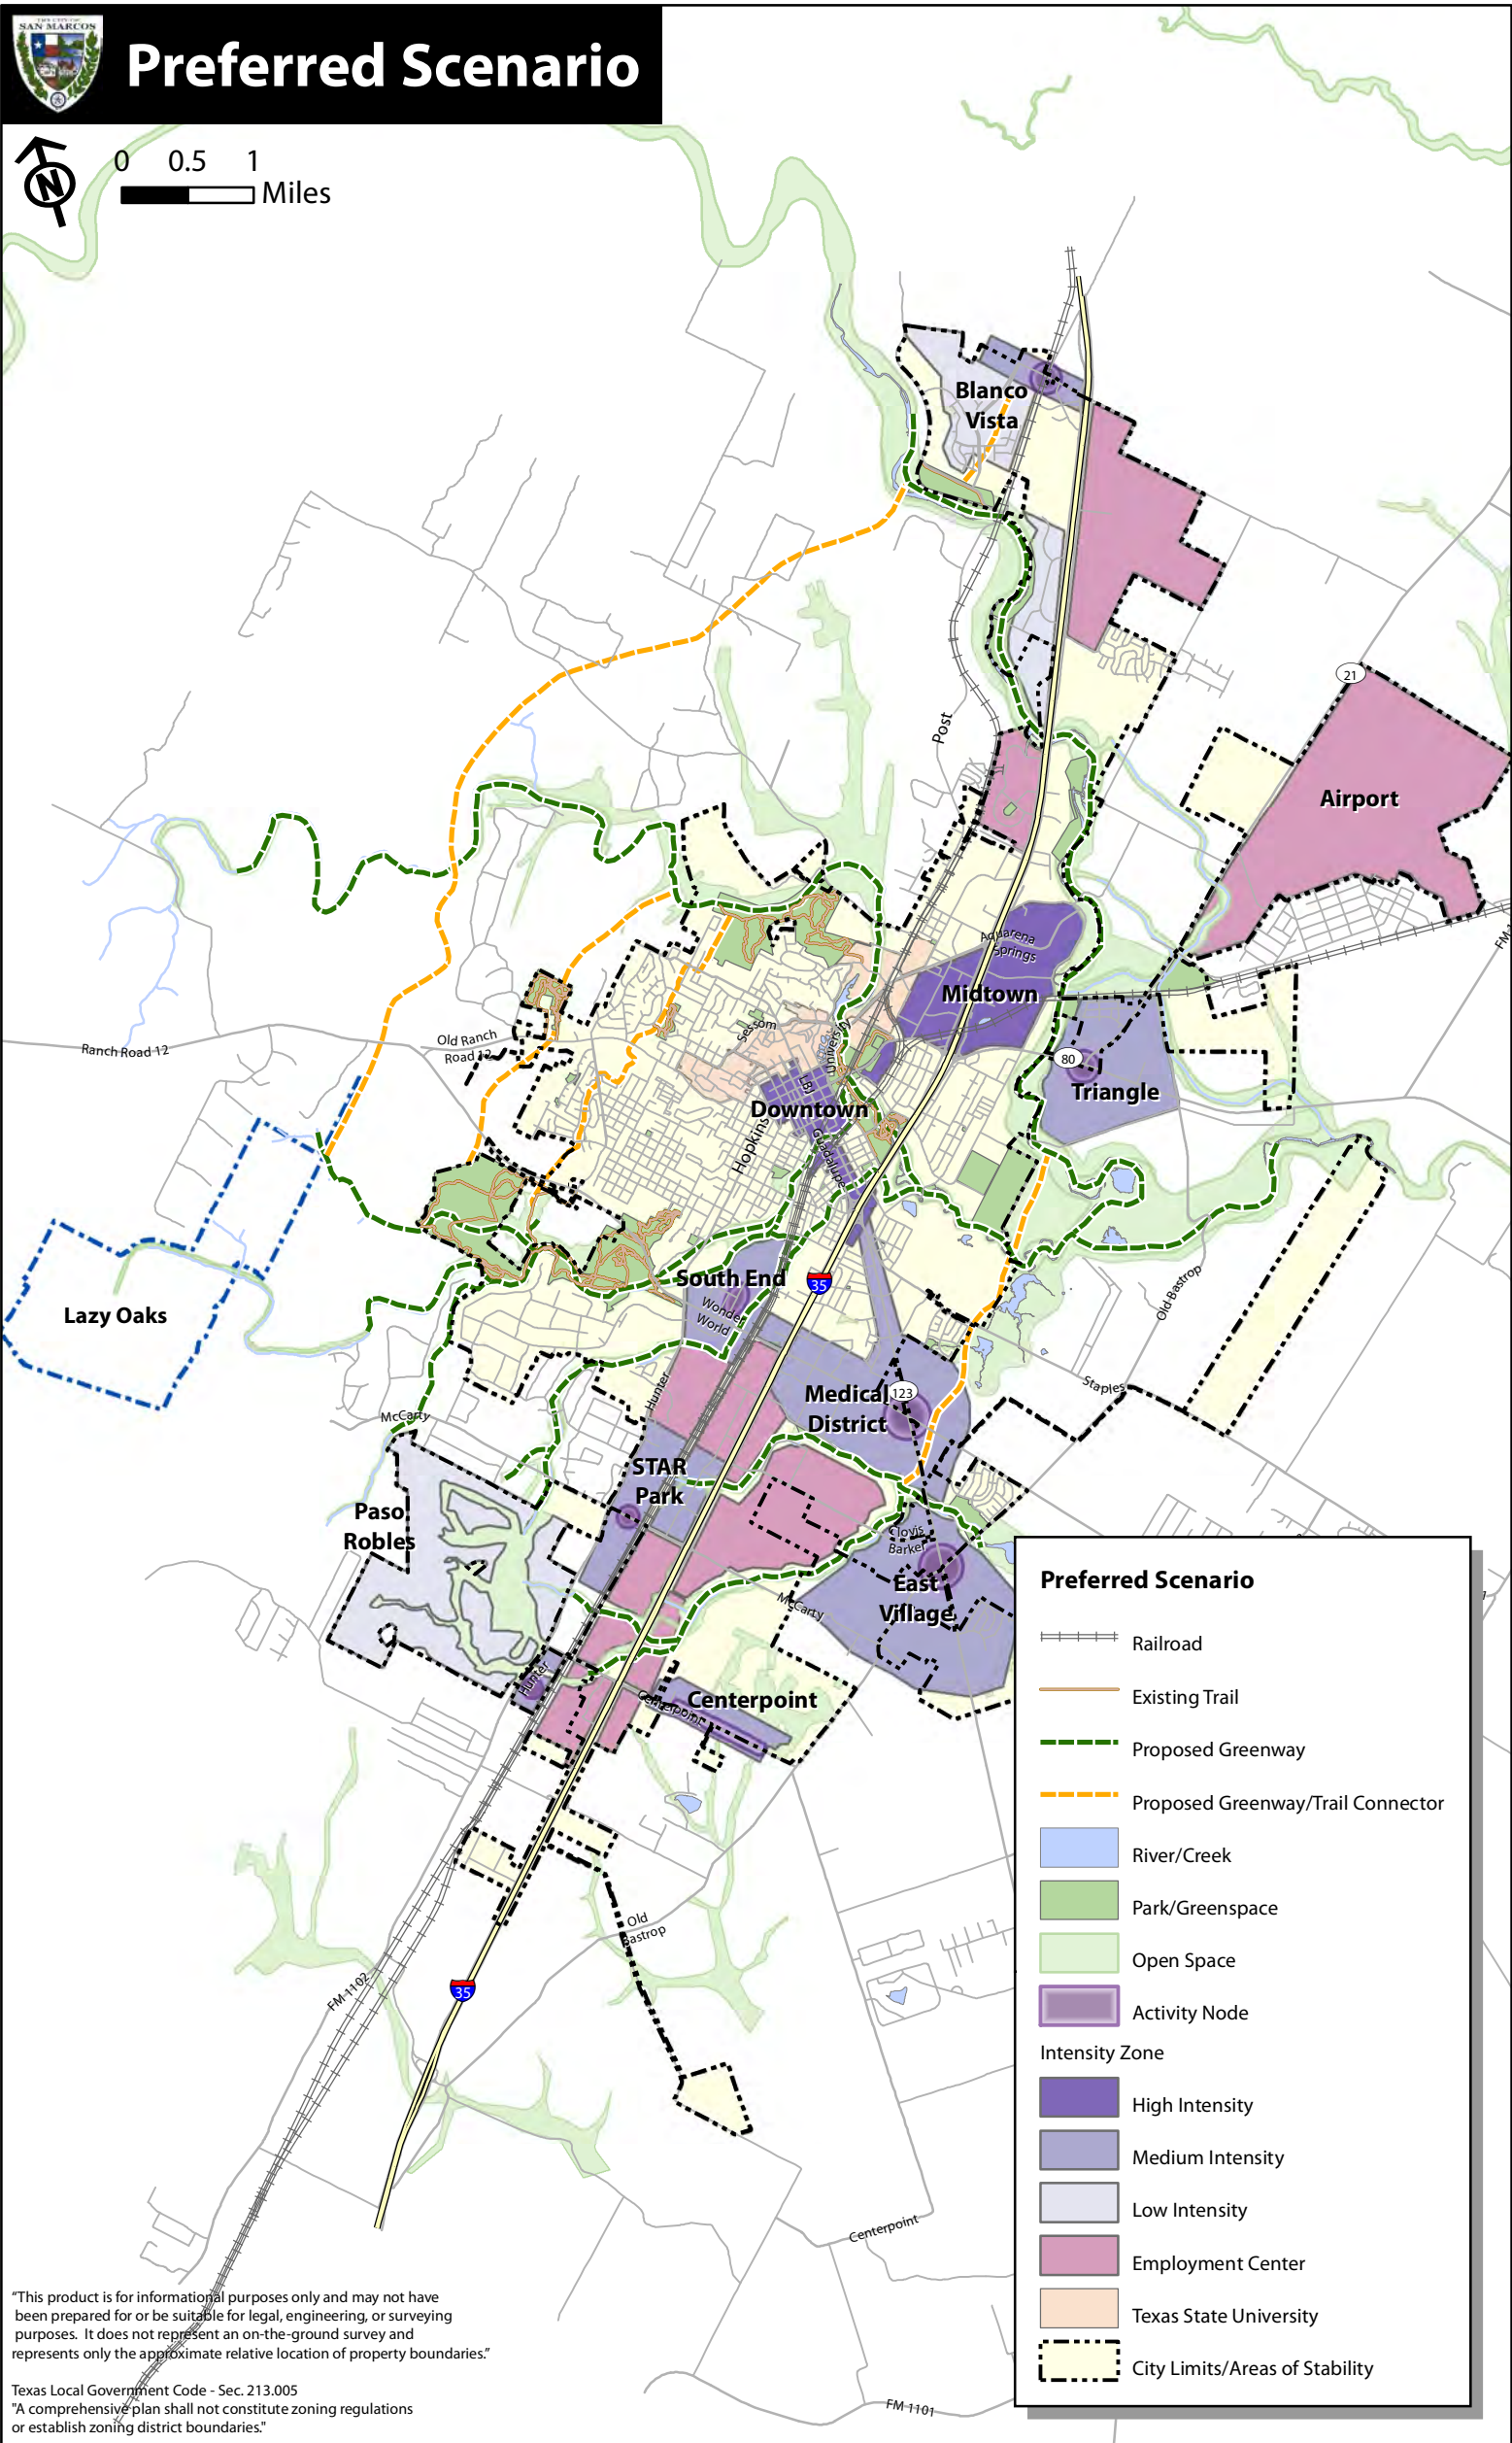 THE CITY OF
SAN MARCOS
Preferred Scenario
N
0 0.5 1
Miles
Blanco
Vista
Post
21
Airport
FM
Aquarena
Springs
Midtown
Ranch Road 12
Old Ranch
Road 12
Sessom
University
LBJ
80
Triangle
Downtown
Hopkins
Guadalupe
South End
35
Wonder
World
Old Bastrop
Lazy Oaks
Hunter
Medical
District
123
Staples
McCarty
STAR
Park
Paso
Robles
Clovis
Barker
East
Village
McCarty
Hunter
Centerpoint
Centerpoint
Old
Bastrop
FM 1102
35
Centerpoint
FM 1101
Preferred Scenario
Railroad
Existing Trail
Proposed Greenway
Proposed Greenway/Trail Connector
River/Creek
Park/Greenspace
Open Space
Activity Node
Intensity Zone
High Intensity
Medium Intensity
Low Intensity
Employment Center
Texas State University
City Limits/Areas of Stability
“This product is for informational purposes only and may not have
been prepared for or be suitable for legal, engineering, or surveying
purposes. It does not represent an on-the-ground survey and
represents only the approximate relative location of property boundaries.”
Texas Local Government Code - Sec. 213.005
"A comprehensive plan shall not constitute zoning regulations
or establish zoning district boundaries."